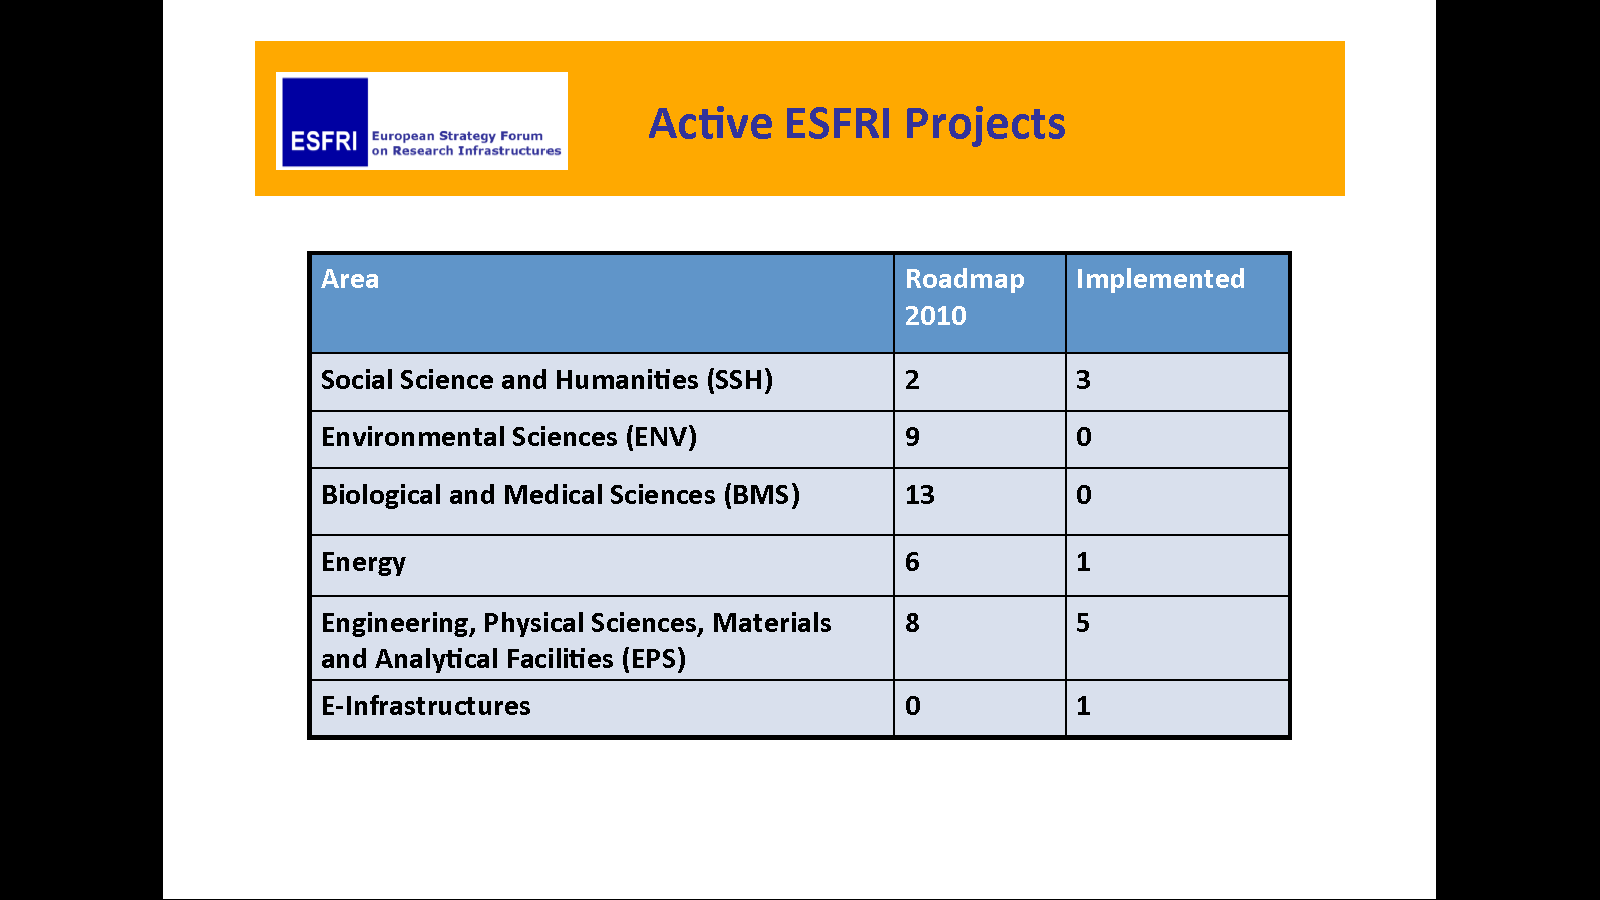 ESFRI
European Strategy Forum
on Research Infrastructures
Active ESFRI Projects
Area
Roadmap
2010
Implemented
Social Science and Humanities (SSH)
2
3
Environmental Sciences (ENV)
9
0
Biological and Medical Sciences (BMS)
13
0
Energy
6
1
Engineering, Physical Sciences, Materials
and Analytical Facilities (EPS)
8
5
E-Infrastructures
0
1